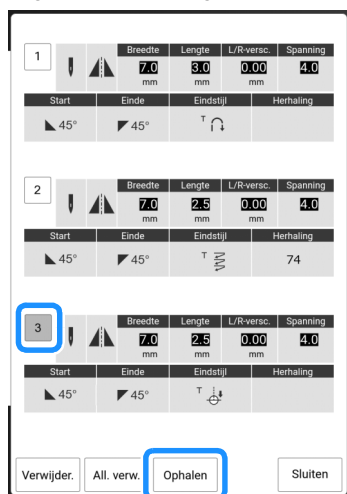 1
Breedte Lengte L/R-versc. Spanning
7.0 3.0 0.00 4.0
mm mm mm
Start Einde Eindstijl Herhaling
45° 45° T
2
Breedte Lengte L/R-versc. Spanning
7.0 2.5 0.00 4.0
mm mm mm
Start Einde Eindstijl Herhaling
45° 45° T 74
3
Breedte Lengte L/R-versc. Spanning
7.0 2.5 0.00 4.0
mm mm mm
Start Einde Eindstijl Herhaling
45° 45° T
Verwijder. All. verw. Ophalen Sluiten